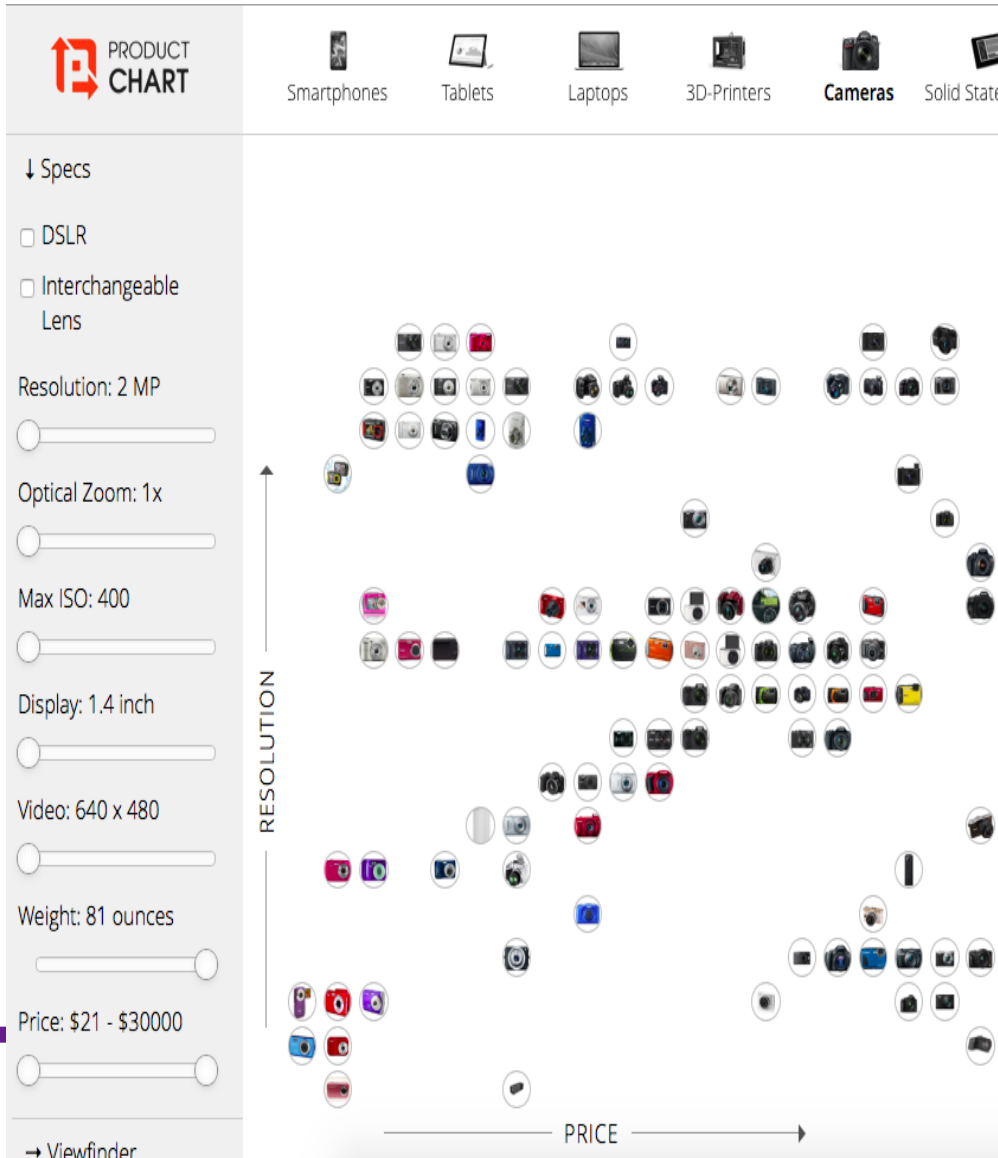 PRODUCT
CHART
Smartphones
Tablets
Laptops
3D-Printers
Cameras
Solid State
↓ Specs
DSLR
Interchangeable
Lens
Resolution: 2 MP
Optical Zoom: 1x
Max ISO: 400
Display: 1.4 inch
Video: 640 x 480
Weight: 81 ounces
Price: $21 - $30000
→ Viewfinder
RESOLUTION
PRICE